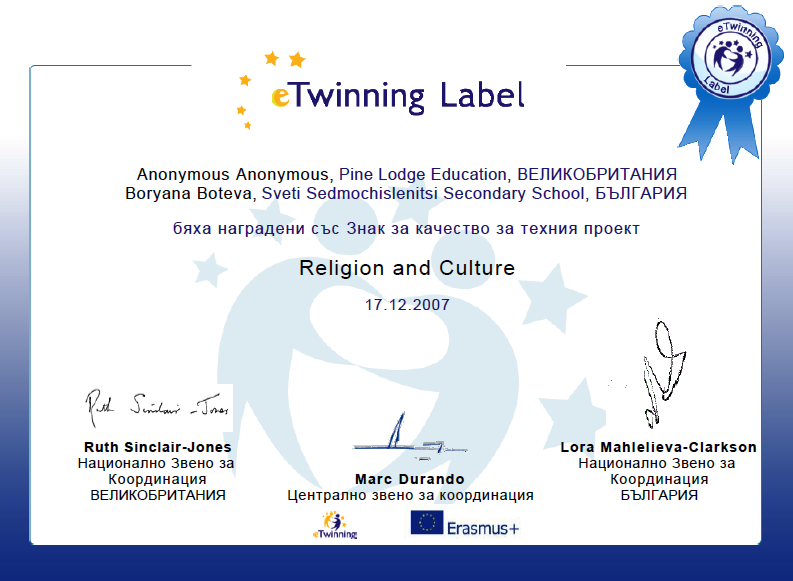 eTwinning Label
eTwinning
Label
Anonymous Anonymous, Pine Lodge Education, ВЕЛИКОБРИТАНИЯ
Boryana Boteva, Sveti Sedmochislenitsi Secondary School, БЪЛГАРИЯ
бяха наградени със Знак за качество за техния проект
Religion and Culture
17.12.2007
Ruth Sinclair-Jones
Ruth Sinclair-Jones
Национално Звено за
Координация
ВЕЛИКОБРИТАНИЯ
Marc Durando
Централно звено за координация
Lora Mahlelieva-Clarkson
Национално Звено за
Координация
БЪЛГАРИЯ
eTwinning
Erasmus+